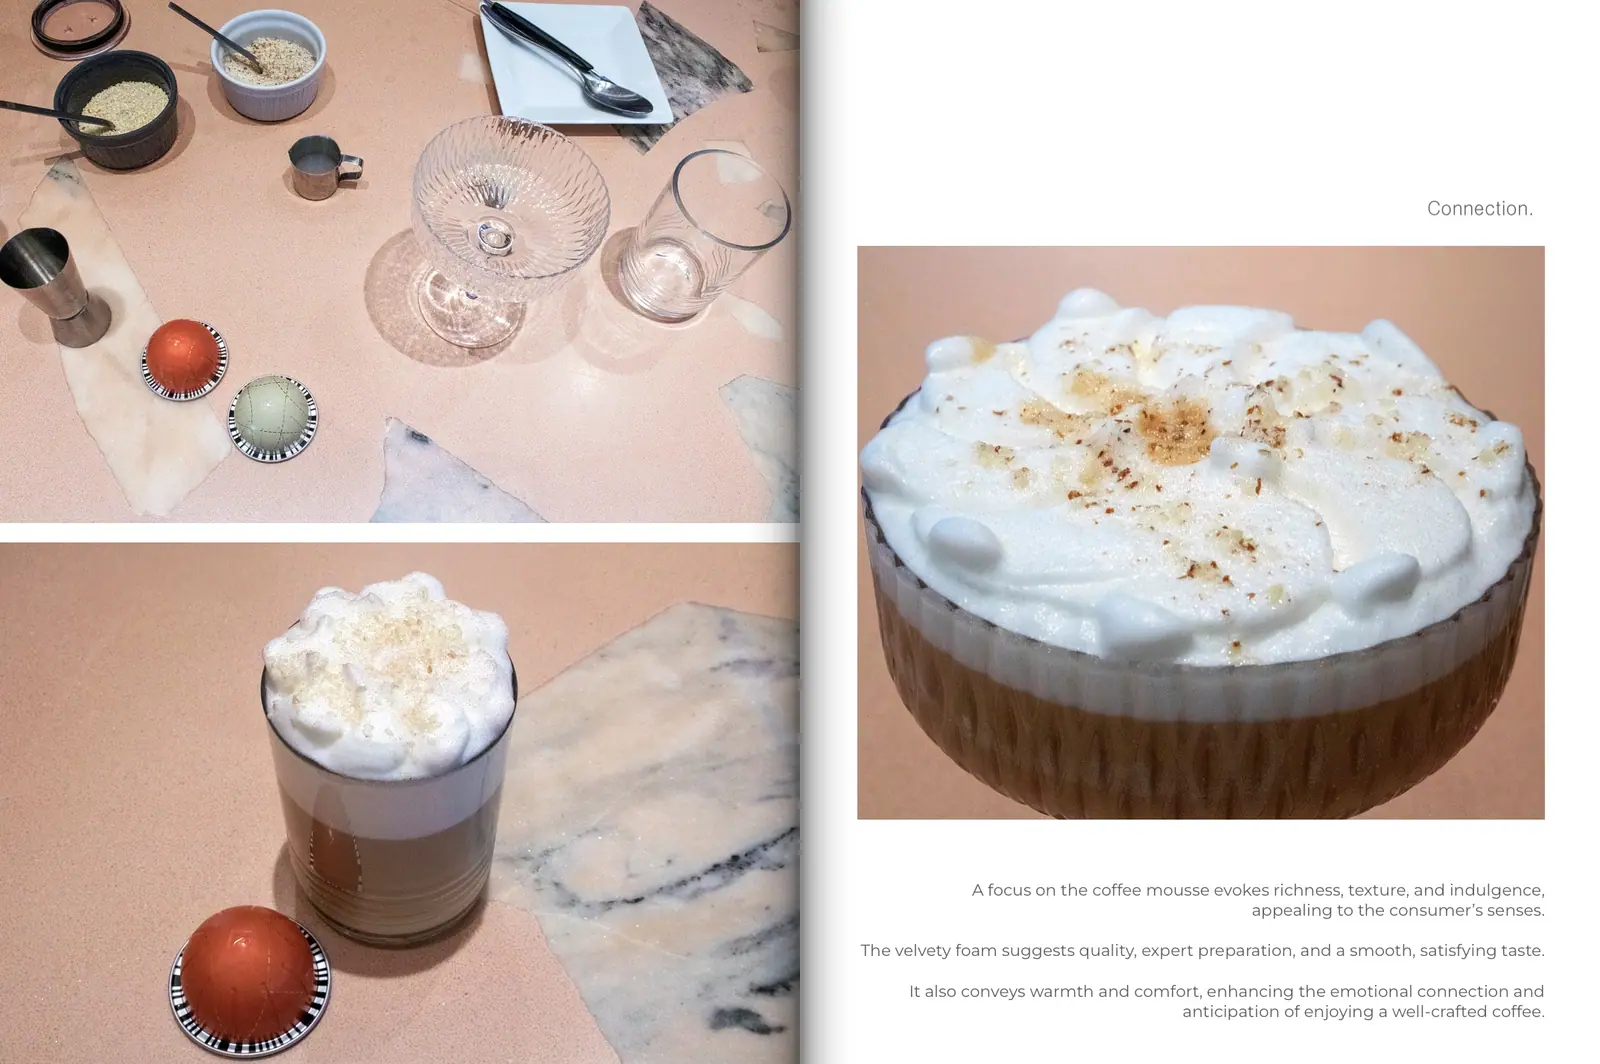 Connection.
A focus on the coffee mousse evokes richness, texture, and indulgence,
appealing to the consumer’s senses.
The velvety foam suggests quality, expert preparation, and a smooth, satisfying taste.
It also conveys warmth and comfort, enhancing the emotional connection and
anticipation of enjoying a well-crafted coffee.